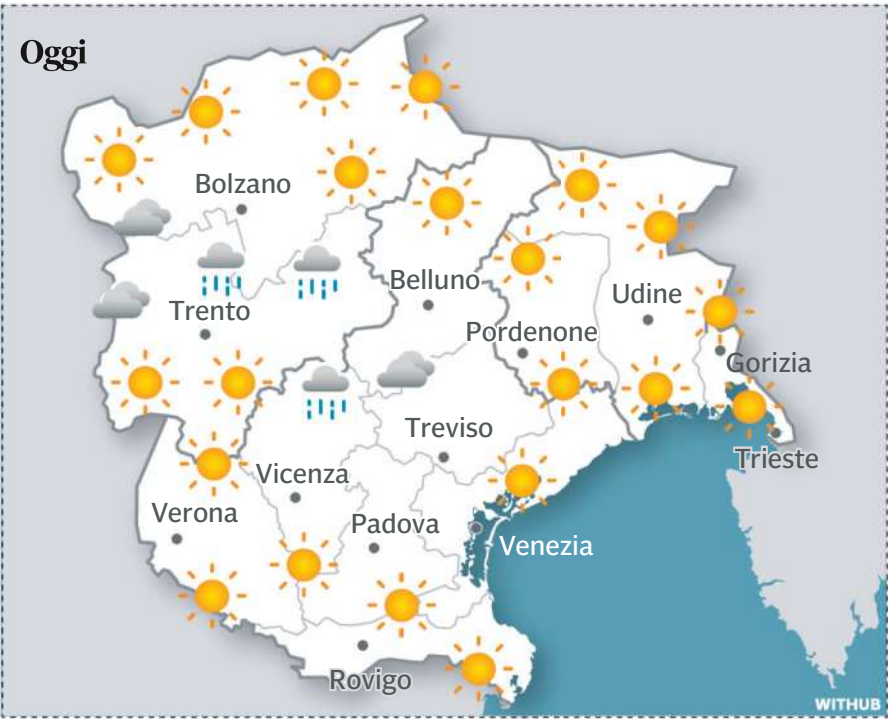 Oggi
Bolzano
Belluno
Udine
Trento
Pordenone
Gorizia
Treviso
Trieste
Vicenza
Verona
Padova
Venezia
Rovigo
WITHUB